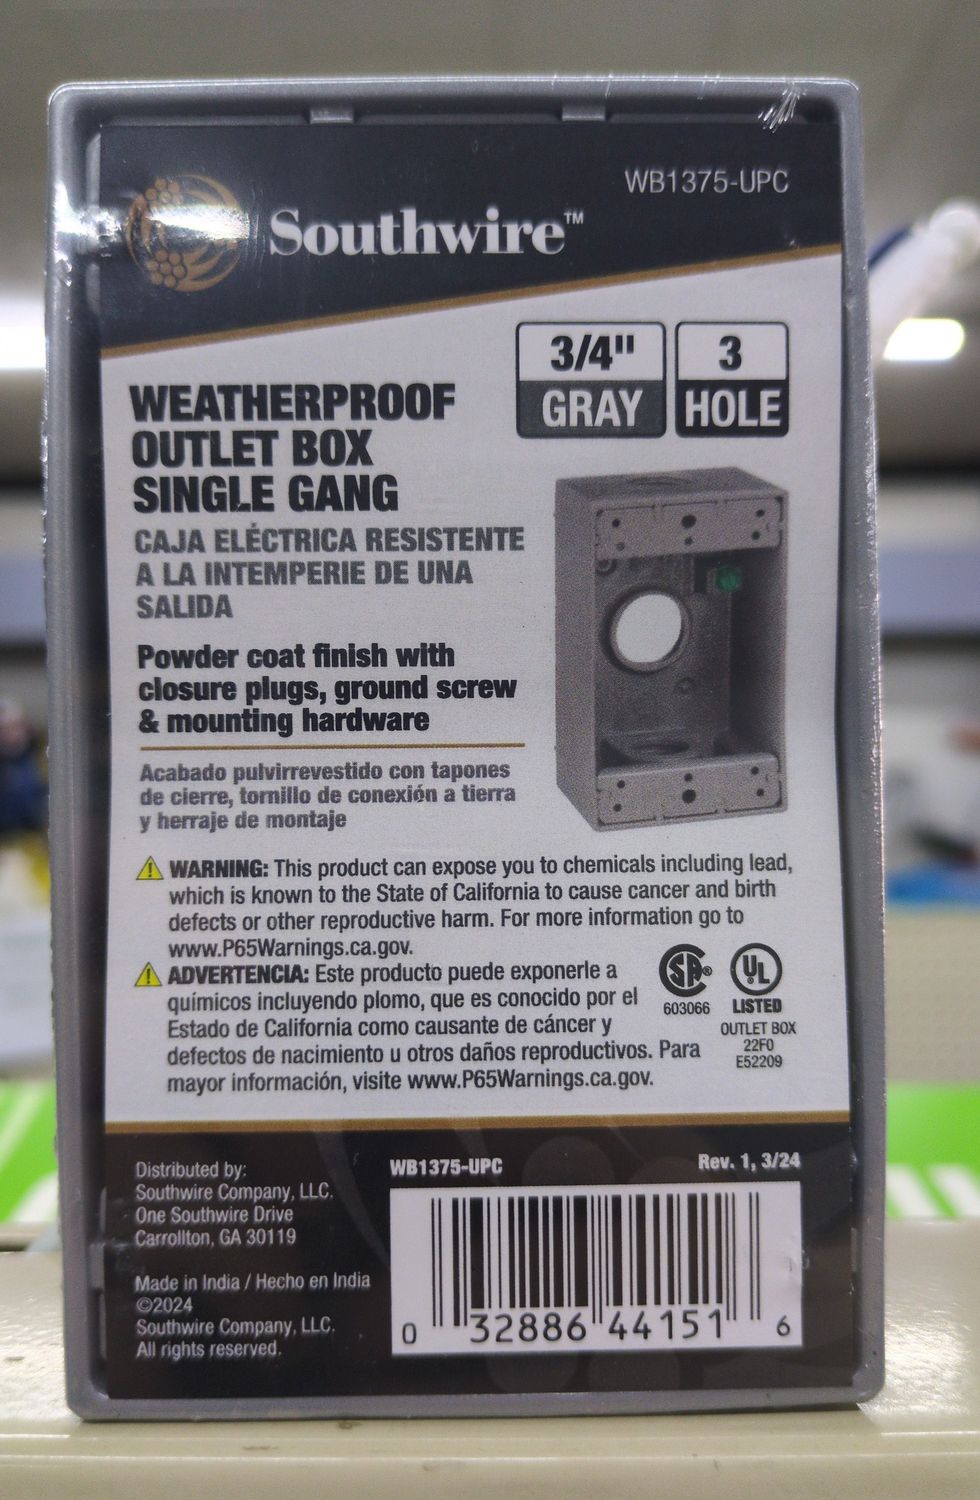 WB1375-UPC
Southwire™
3/4"
GRAY
3
HOLE
WEATHERPROOF
OUTLET BOX
SINGLE GANG
CAJA ELÉCTRICA RESISTENTE
A LA INTEMPERIE DE UNA
SALIDA
Powder coat finish with
closure plugs, ground screw
& mounting hardware
Acabado pulvirrevestido con tapones
de cierre, tornillo de conexión a tierra
y herraje de montaje
WARNING: This product can expose you to chemicals including lead,
which is known to the State of California to cause cancer and birth
defects or other reproductive harm. For more information go to
www.P65Warnings.ca.gov.
ADVERTENCIA: Este producto puede exponerle a
químicos incluyendo plomo, que es conocido por el
Estado de California como causante de cáncer y
defectos de nacimiento u otros daños reproductivos. Para
mayor información, visite www.P65Warnings.ca.gov.
SA®
603066
UL
LISTED
OUTLET BOX
22F0
E52209
Distributed by:
Southwire Company, LLC.
One Southwire Drive
Carrollton, GA 30119
Made in India / Hecho en India
©2024
Southwire Company, LLC.
All rights reserved.
WB1375-UPC
Rev. 1, 3/24
0 32886 44151 6